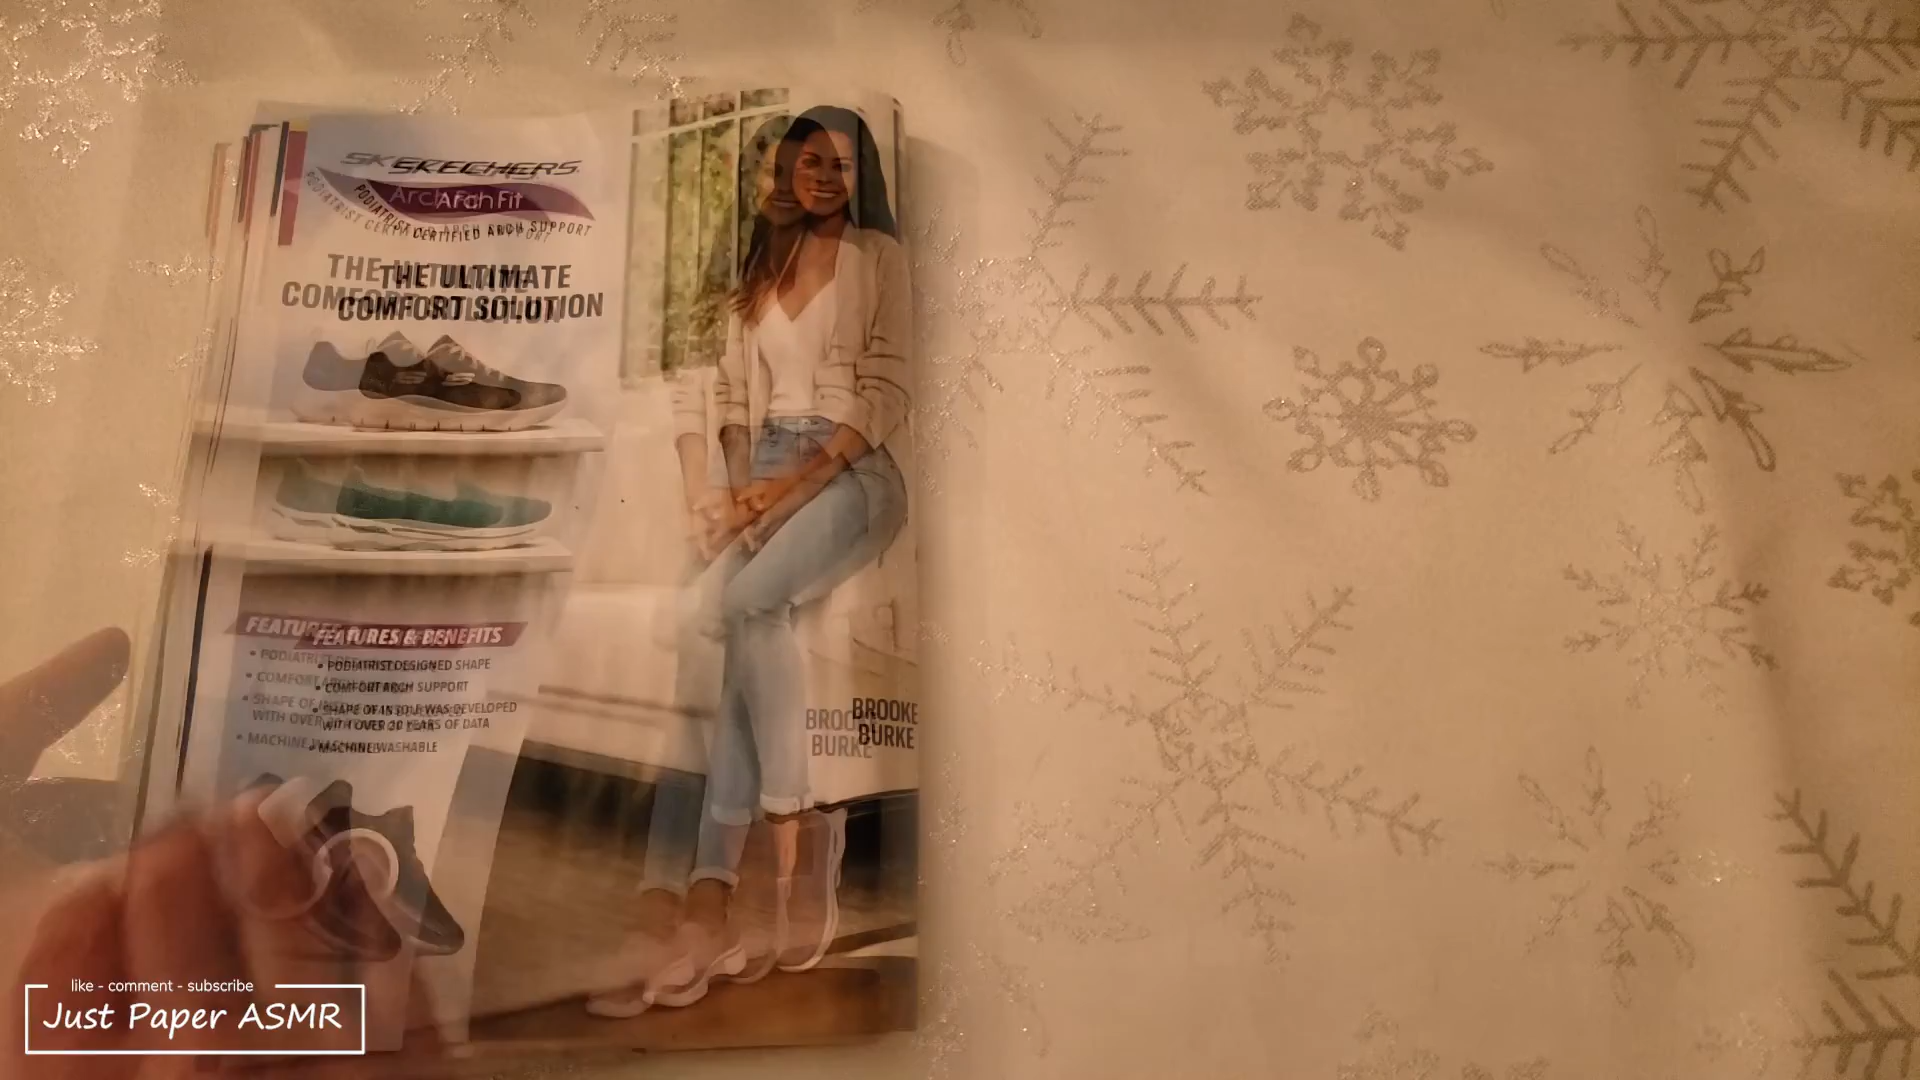 SKERECHERS
Arch Fit
PODIATRIST CERTIFIED ARCH SUPPORT
THE ULTIMATE
COMFORT SOLUTION
FEATURES & BENEFITS
• PODIATRIST DESIGNED SHAPE
• COMFORT ARCH SUPPORT
• SHAPE OF INSOLE WAS DEVELOPED
WITH OVER 20 YEARS OF DATA
• MACHINE WASHABLE
BROOKE
BURKE
like - comment - subscribe
Just Paper ASMR